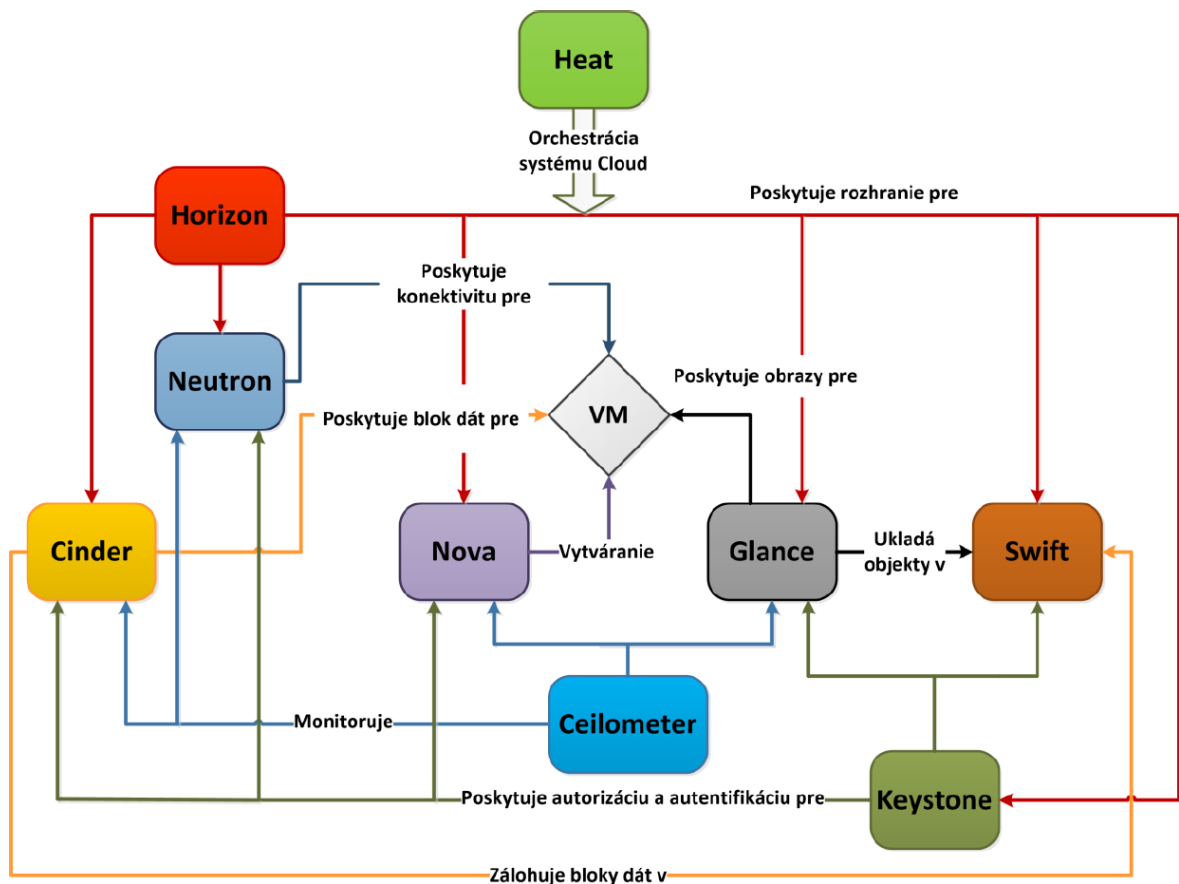 Heat
Orchestrácia
systému Cloud
Poskytuje rozhranie pre
Horizon
Poskytuje
konektivitu pre
Neutron
Poskytuje obrazy pre
VM
Poskytuje blok dát pre
Cinder
Nova
Vytváranie
Glance
Ukladá
objekty v
Swift
Monitoruje
Ceilometer
Poskytuje autorizáciu a autentifikáciu pre
Keystone
Zálohuje bloky dát v